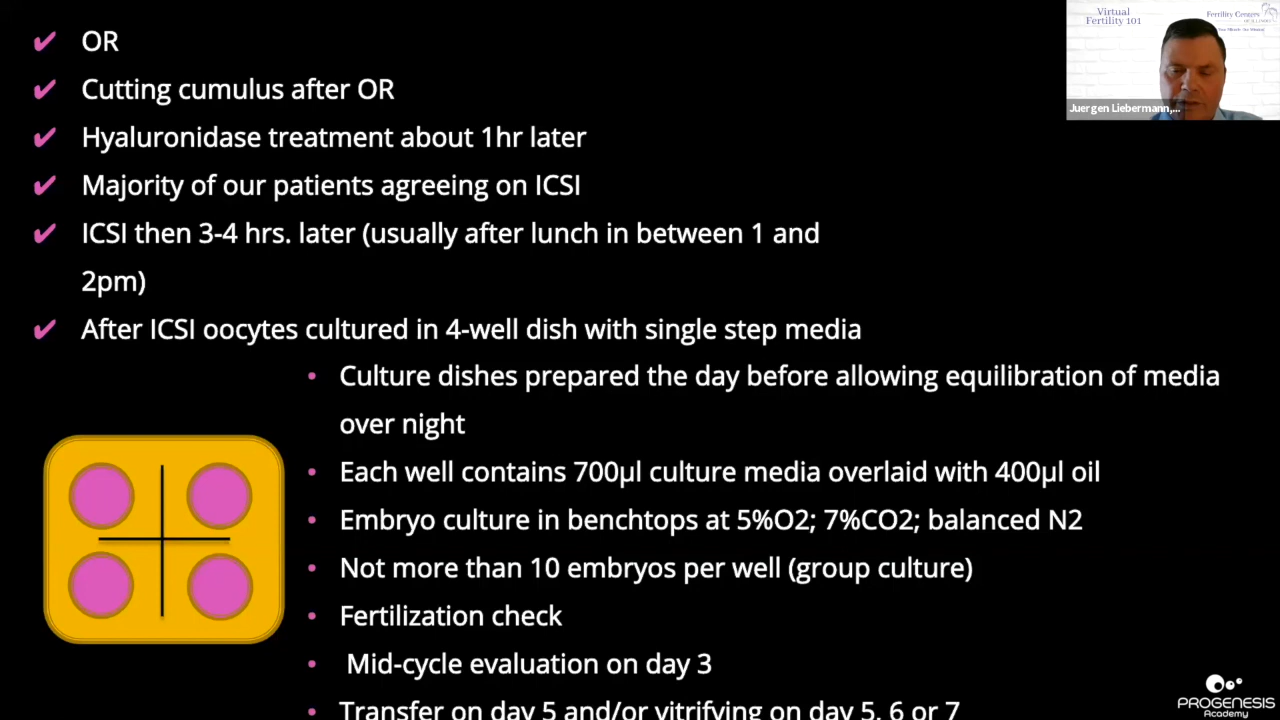 ✔ OR
✔ Cutting cumulus after OR
✔ Hyaluronidase treatment about 1hr later
✔ Majority of our patients agreeing on ICSI
✔ ICSI then 3-4 hrs. later (usually after lunch in between 1 and
2pm)
✔ After ICSI oocytes cultured in 4-well dish with single step media
• Culture dishes prepared the day before allowing equilibration of media
over night
• Each well contains 700µl culture media overlaid with 400µl oil
• Embryo culture in benchtops at 5%O2; 7%CO2; balanced N2
• Not more than 10 embryos per well (group culture)
• Fertilization check
• Mid-cycle evaluation on day 3
• Transfer on day 5 and/or vitrifying on day 5, 6 or 7
Virtual
Fertility 101
Fertility Centers
Juergen Liebermann,...
PROGENESIS
Academy